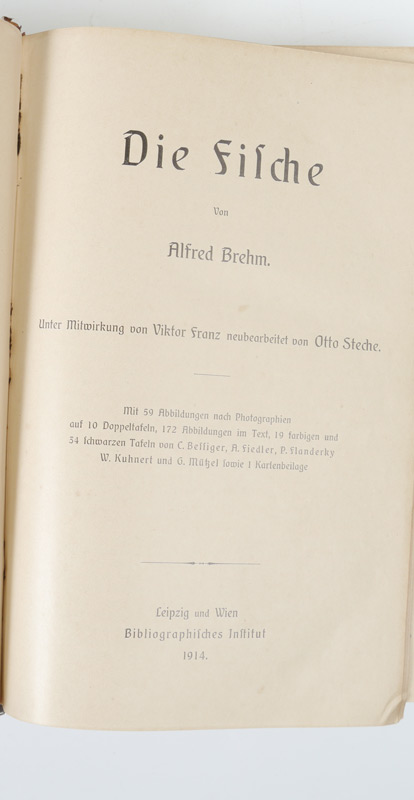 Die Fiſche
Von
Alfred Brehm.
Unter Mitwirkung von Viktor Franz neubearbeitet von Otto Steche.
Mit 59 Abbildungen nach Photographien
auf 10 Doppeltafeln, 172 Abbildungen im Text, 19 farbigen und
34 ſchwarzen Tafeln von C. Beſſiger, A. Fiedler, P. Flanderky
W. Kuhnert und G. Mützel ſowie 1 Kartenbeilage
Leipzig und Wien
Bibliographiſches Inſtitut
1914.